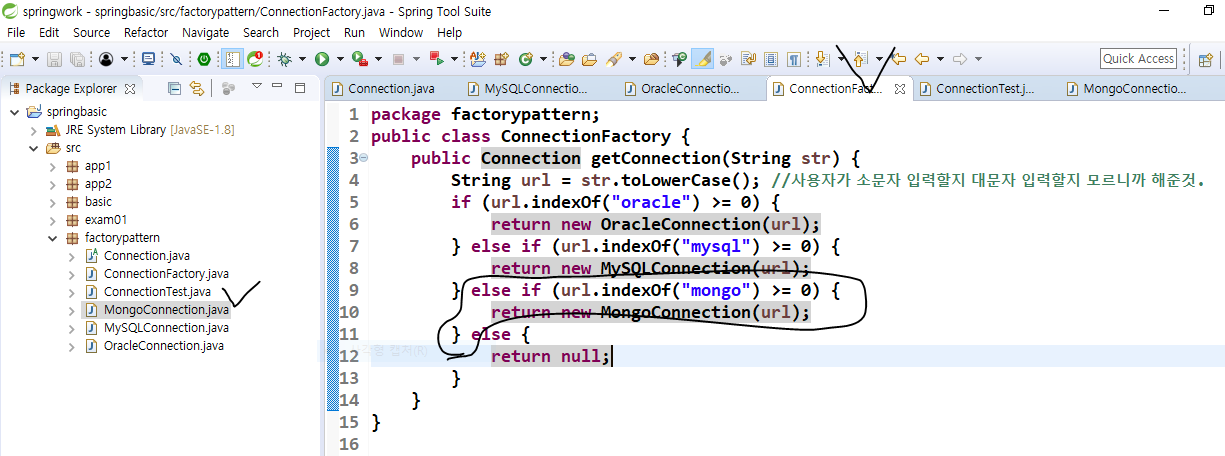 springwork - springbasic/src/factorypattern/ConnectionFactory.java - Spring Tool Suite
File Edit Source Refactor Navigate Search Project Run Window Help
Quick Access
Package Explorer
springbasic
JRE System Library [JavaSE-1.8]
src
app1
app2
basic
exam01
factorypattern
Connection.java
ConnectionFactory.java
ConnectionTest.java
MongoConnection.java
MySQLConnection.java
OracleConnection.java
Connection.java MySQLConnectio... OracleConnectio... ConnectionFact... ConnectionTest.j... MongoConnectio...
1 package factorypattern;
2 public class ConnectionFactory {
3 public Connection getConnection(String str) {
4 String url = str.toLowerCase(); //사용자가 소문자 입력할지 대문자 입력할지 모르니까 해준것.
5 if (url.indexOf("oracle") >= 0) {
6 return new OracleConnection(url);
7 } else if (url.indexOf("mysql") >= 0) {
8 return new MySQLConnection(url);
9 } else if (url.indexOf("mongo") >= 0) {
10 return new MongoConnection(url);
11 } else {
12 return null;
13 }
14 }
15 }
16